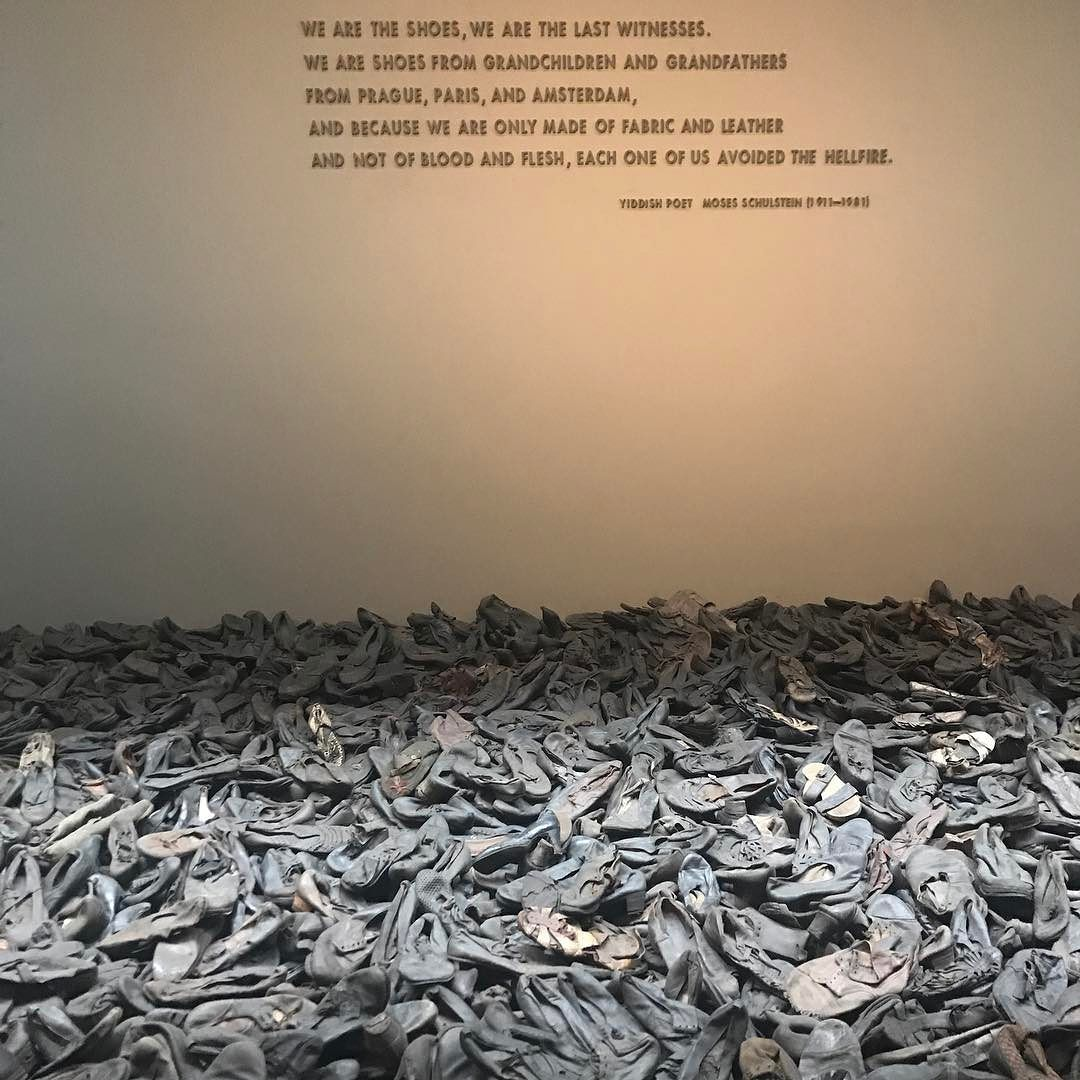 WE ARE THE SHOES, WE ARE THE LAST WITNESSES.
WE ARE SHOES FROM GRANDCHILDREN AND GRANDFATHERS
FROM PRAGUE, PARIS, AND AMSTERDAM,
AND BECAUSE WE ARE ONLY MADE OF FABRIC AND LEATHER
AND NOT OF BLOOD AND FLESH, EACH ONE OF US AVOIDED THE HELLFIRE.
YIDDISH POET MOSES SCHULSTEIN (1911—1981)